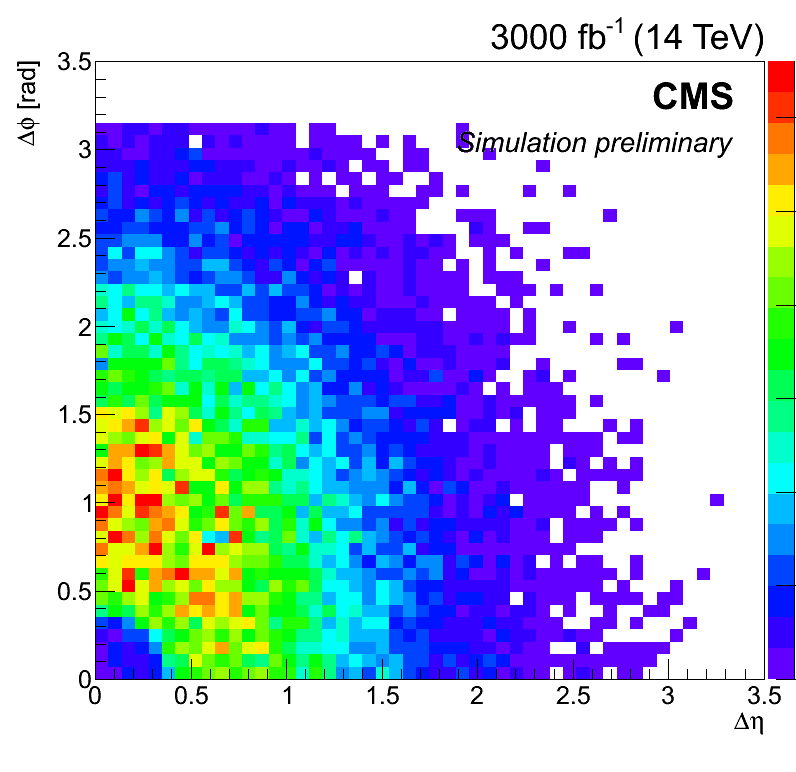 3000 fb-1 (14 TeV)
Δϕ [rad]
CMS
Simulation preliminary
3.5
3
2.5
2
1.5
1
0.5
0
0 0.5 1 1.5 2 2.5 3 3.5
Δη